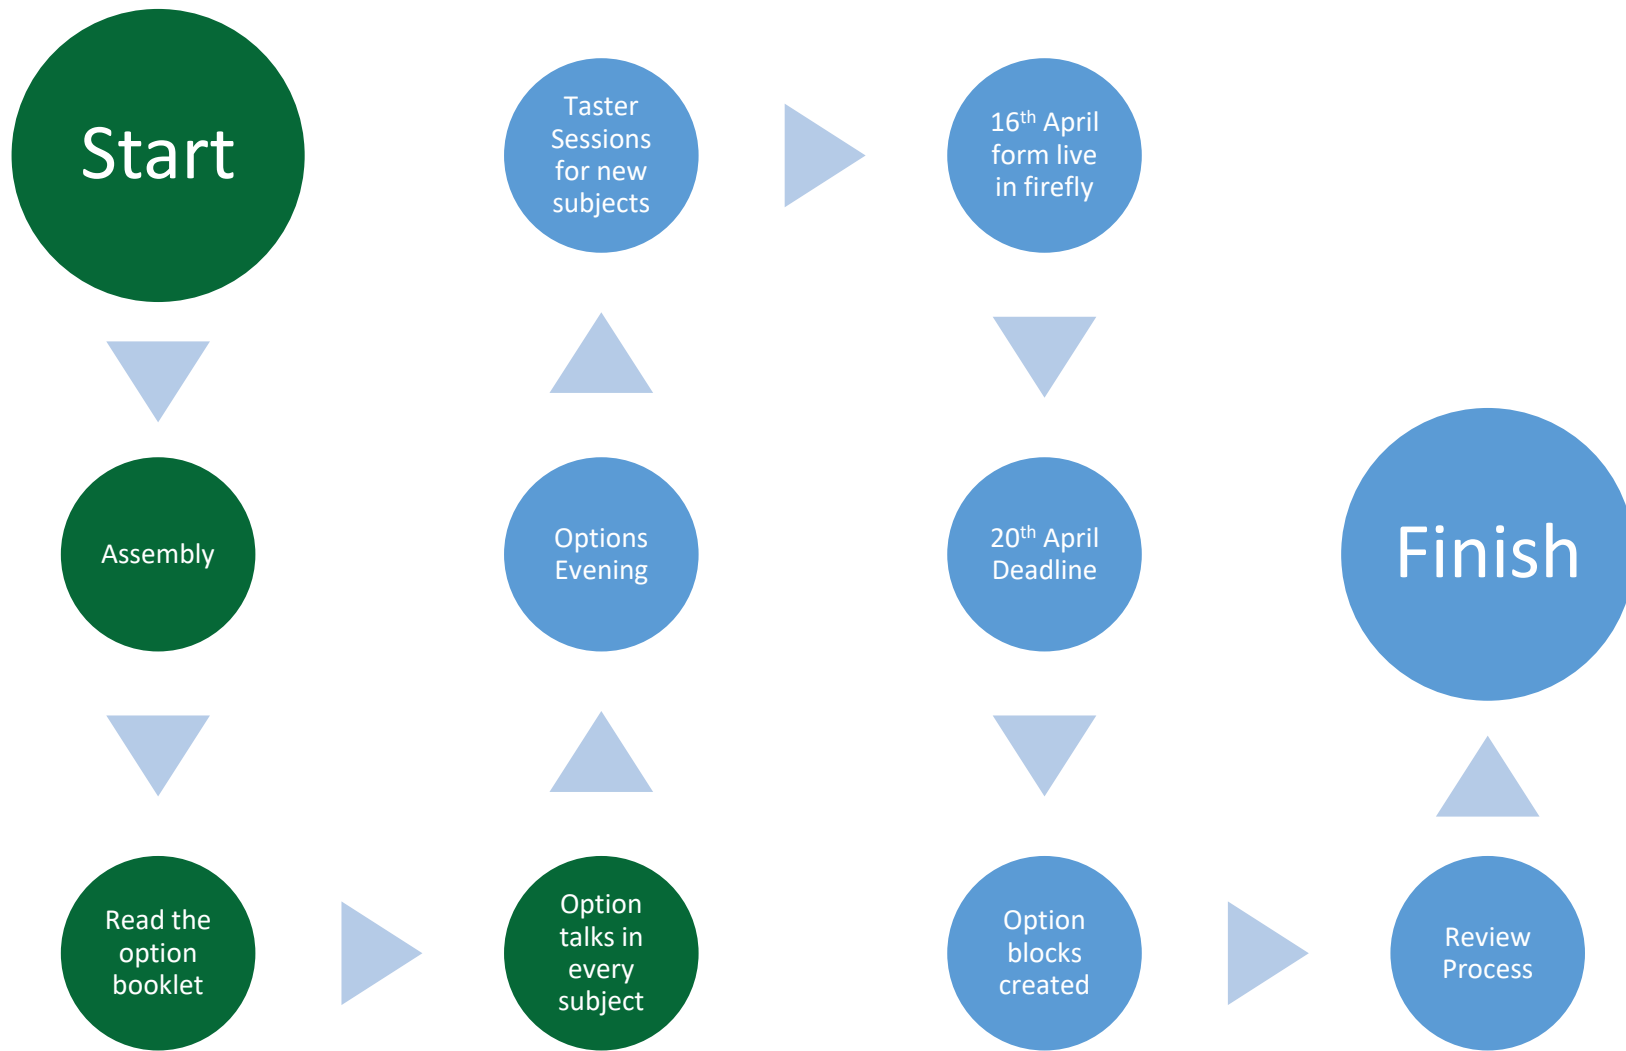 Start
Assembly
Read the
option
booklet
Option
talks in
every
subject
Options
Evening
Taster
Sessions
for new
subjects
16th April
form live
in firefly
20th April
Deadline
Option
blocks
created
Review
Process
Finish